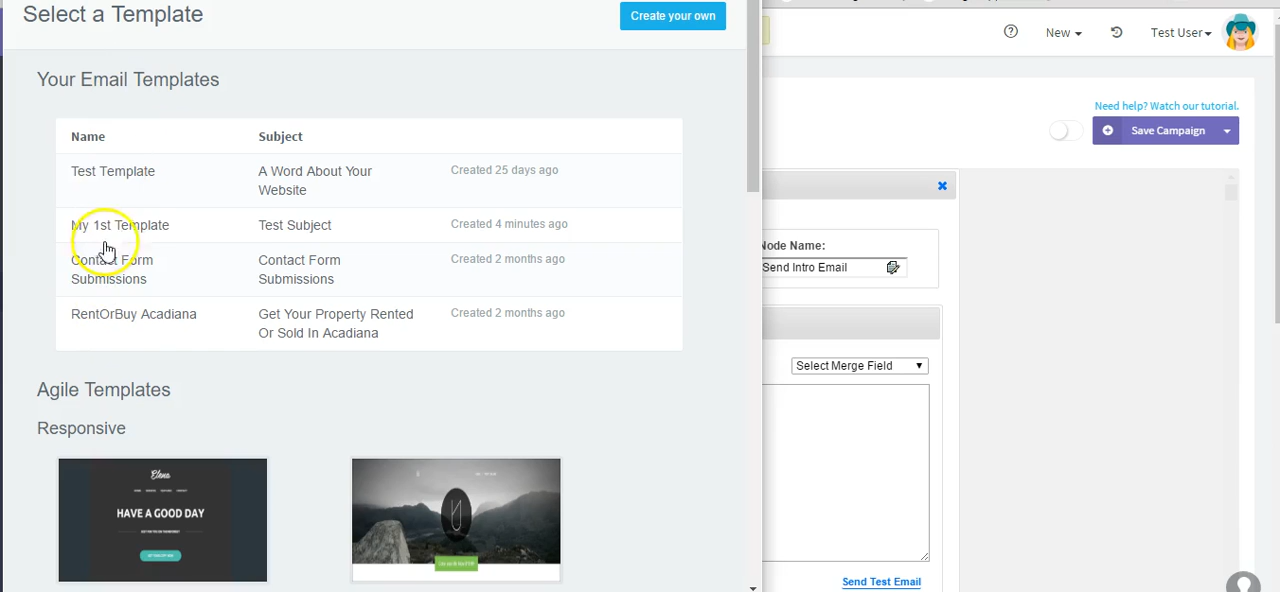 Select a Template
Create your own
Your Email Templates
Name Subject
Test Template A Word About Your Website Created 25 days ago
My 1st Template Test Subject Created 4 minutes ago
Contact Form Submissions Contact Form Submissions Created 2 months ago
RentOrBuy Acadiana Get Your Property Rented Or Sold In Acadiana Created 2 months ago
Agile Templates
Responsive
Elena
HAVE A GOOD DAY
New
Test User
Need help? Watch our tutorial.
Save Campaign
Node Name:
Send Intro Email
Select Merge Field
Send Test Email